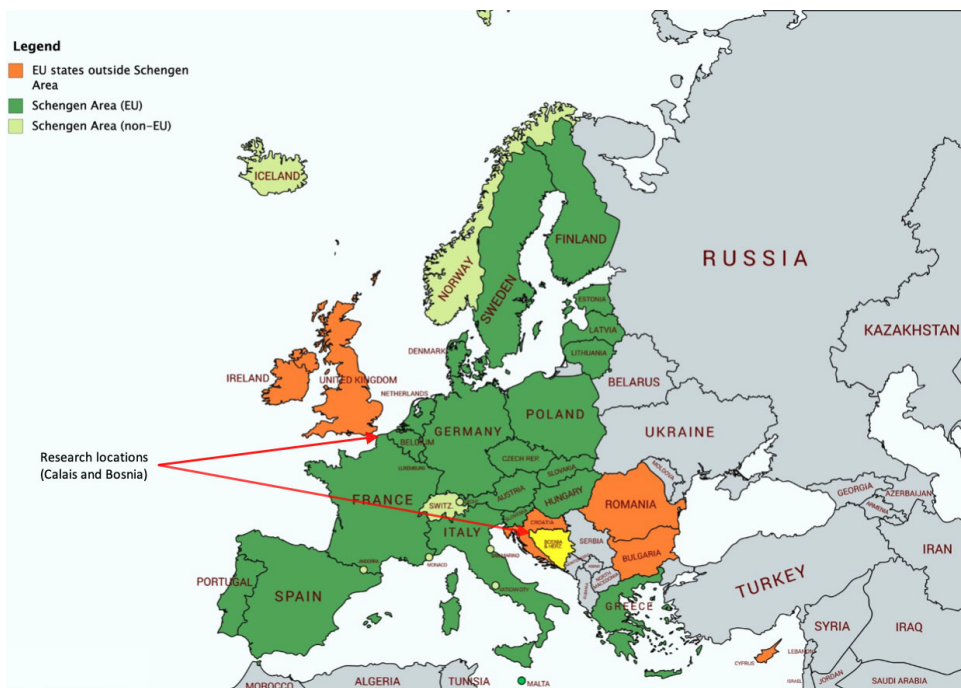 Legend
EU states outside Schengen
Area
Schengen Area (EU)
Schengen Area (non-EU)
ICELAND
FINLAND
NORWAY
SWEDEN
RUSSIA
ESTONIA
LATVIA
LITHUANIA
KAZAKHSTAN
DENMARK
IRELAND
UNITED KINGDOM
NETHERLANDS
BELARUS
POLAND
GERMANY
UKRAINE
BELGIUM
Research locations
(Calais and Bosnia)
LUXEMBOURG
CZECH REP.
SLOVAKIA
MOLDOVA
FRANCE
AUSTRIA
HUNGARY
SWITZ.
ROMANIA
GEORGIA
AZERBAIJAN
ARMENIA
CROATIA
ITALY
BOSNIA
& HERZ.
SERBIA
SAN MARINO
MONACO
ANDORRA
BULGARIA
IRAN
PORTUGAL
SPAIN
VATICAN CITY
NORTH
MACEDONIA
TURKEY
GREECE
SYRIA
IRAQ
CYPRUS
LEBANON
MOROCCO
ALGERIA
TUNISIA
MALTA
ISRAEL
JORDAN
SAUDI ARABIA